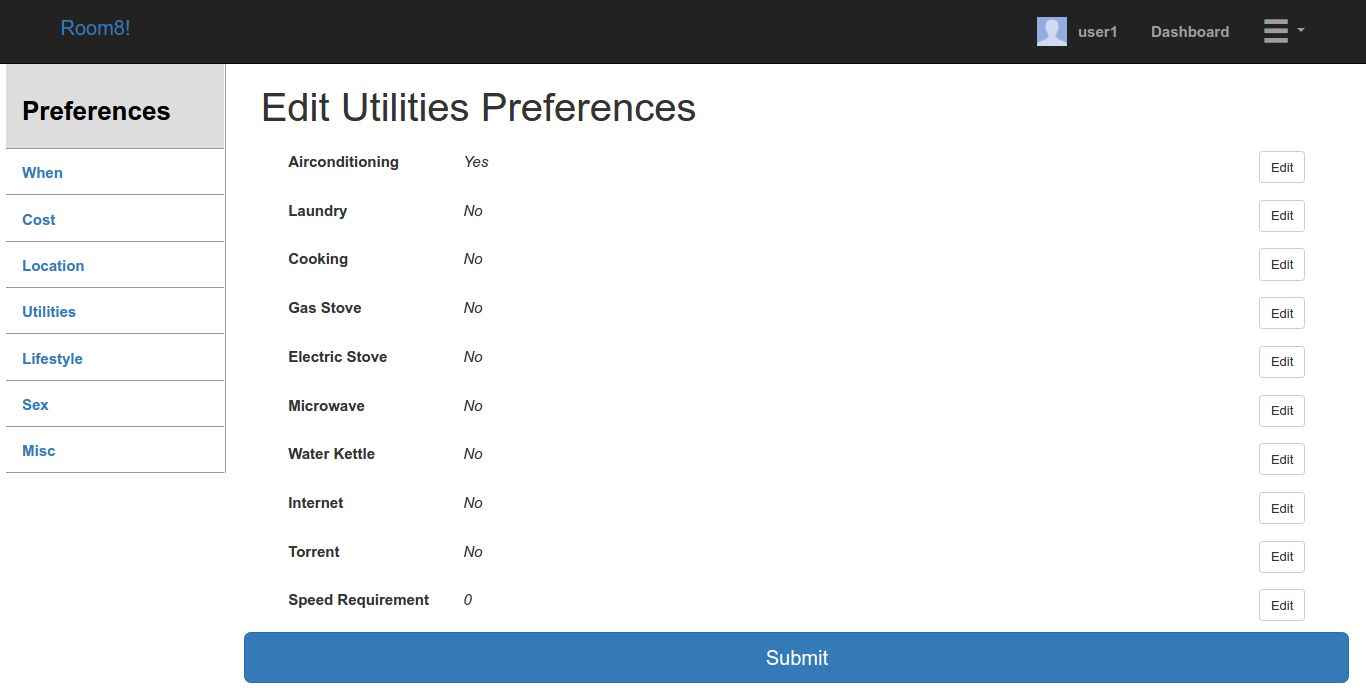 Room8!
user1 Dashboard
Preferences
When
Cost
Location
Utilities
Lifestyle
Sex
Misc
Edit Utilities Preferences
Airconditioning Yes Edit
Laundry No Edit
Cooking No Edit
Gas Stove No Edit
Electric Stove No Edit
Microwave No Edit
Water Kettle No Edit
Internet No Edit
Torrent No Edit
Speed Requirement 0 Edit
Submit